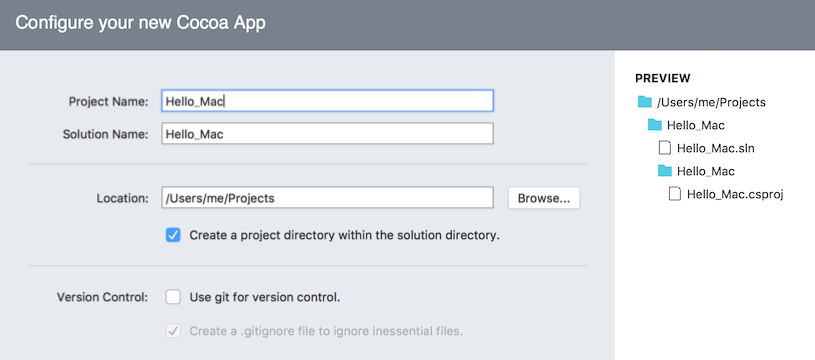 Configure your new Cocoa App
Project Name: Hello_Mac
Solution Name: Hello_Mac
Location: /Users/me/Projects Browse...
Create a project directory within the solution directory.
Version Control: Use git for version control.
Create a .gitignore file to ignore inessential files.
PREVIEW
/Users/me/Projects
Hello_Mac
Hello_Mac.sln
Hello_Mac
Hello_Mac.csproj